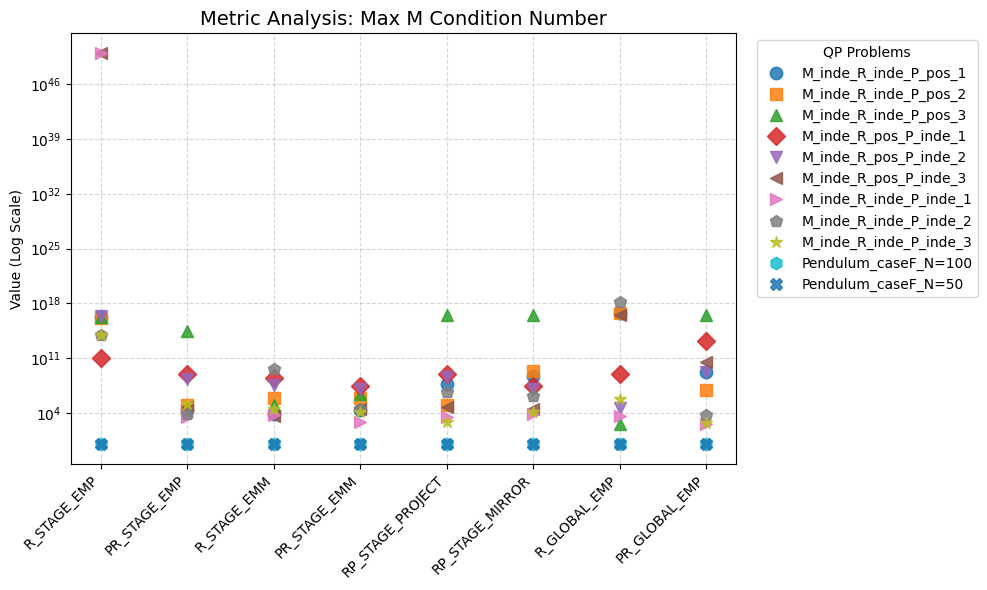 Metric Analysis: Max M Condition Number
Value (Log Scale)
10^46
10^39
10^32
10^25
10^18
10^11
10^4
R_STAGE_EMP
PR_STAGE_EMP
R_STAGE_EMM
PR_STAGE_EMM
RP_STAGE_PROJECT
RP_STAGE_MIRROR
R_GLOBAL_EMP
PR_GLOBAL_EMP
QP Problems
M_inde_R_inde_P_pos_1
M_inde_R_inde_P_pos_2
M_inde_R_inde_P_pos_3
M_inde_R_pos_P_inde_1
M_inde_R_pos_P_inde_2
M_inde_R_pos_P_inde_3
M_inde_R_inde_P_inde_1
M_inde_R_inde_P_inde_2
M_inde_R_inde_P_inde_3
Pendulum_caseF_N=100
Pendulum_caseF_N=50